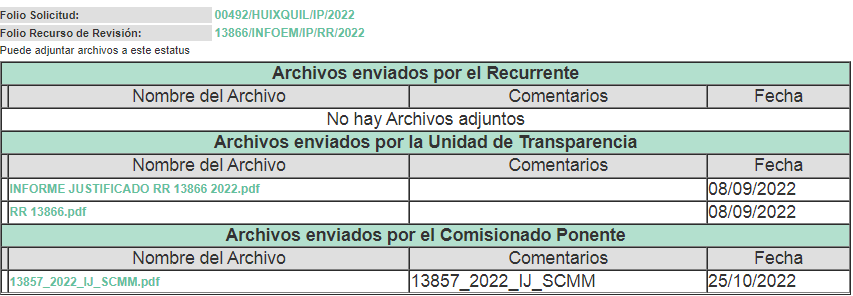 Folio Solicitud: 00492/HUIXQUIL/IP/2022
Folio Recurso de Revisión: 13866/INFOEM/IP/RR/2022
Puede adjuntar archivos a este estatus
Archivos enviados por el Recurrente
Nombre del Archivo Comentarios Fecha
No hay Archivos adjuntos
Archivos enviados por la Unidad de Transparencia
Nombre del Archivo Comentarios Fecha
INFORME JUSTIFICADO RR 13866 2022.pdf 08/09/2022
RR 13866.pdf 08/09/2022
Archivos enviados por el Comisionado Ponente
Nombre del Archivo Comentarios Fecha
13857_2022_IJ_SCMM.pdf 13857_2022_IJ_SCMM 25/10/2022